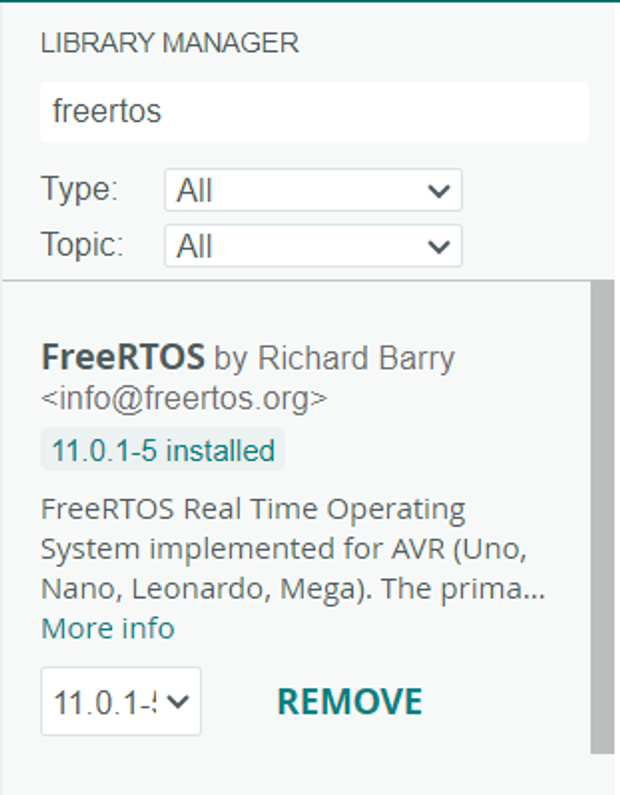 LIBRARY MANAGER
freertos
Type: All
Topic: All
FreeRTOS by Richard Barry
<info@freertos.org>
11.0.1-5 installed
FreeRTOS Real Time Operating
System implemented for AVR (Uno,
Nano, Leonardo, Mega). The prima...
More info
11.0.1-5 REMOVE